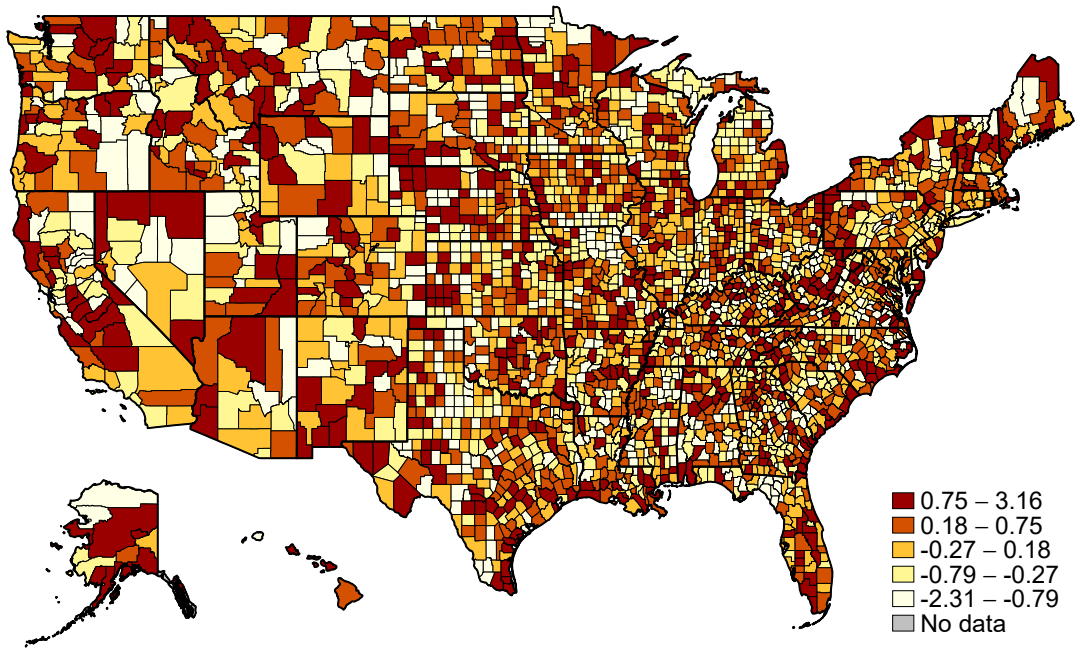 0.75 – 3.16
0.18 – 0.75
-0.27 – 0.18
-0.79 – -0.27
-2.31 – -0.79
No data